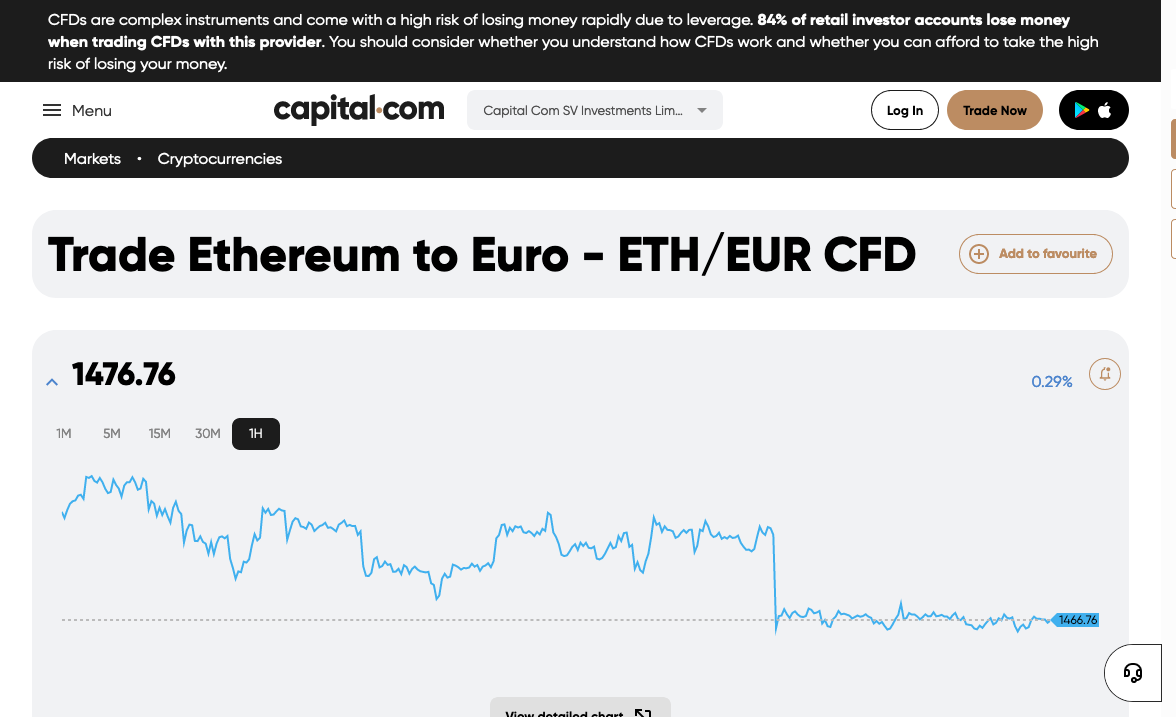 CFDs are complex instruments and come with a high risk of losing money rapidly due to leverage. 84% of retail investor accounts lose money
when trading CFDs with this provider. You should consider whether you understand how CFDs work and whether you can afford to take the high
risk of losing your money.
Menu
capital.com
Capital Com SV Investments Lim...
Log In
Trade Now
Markets • Cryptocurrencies
Trade Ethereum to Euro - ETH/EUR CFD
Add to favourite
1476.76
0.29%
1M 5M 15M 30M 1H
1466.76
View detailed chart